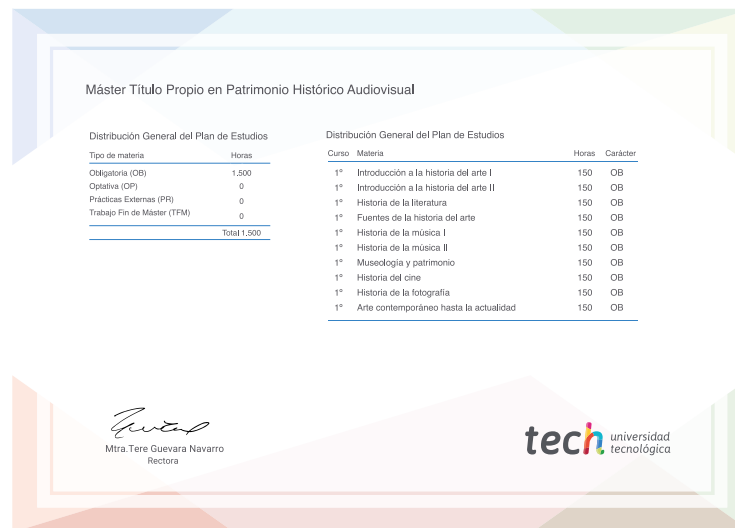 Máster Título Propio en Patrimonio Histórico Audiovisual
Distribución General del Plan de Estudios
Tipo de materia Horas
Obligatoria (OB) 1.500
Optativa (OP) 0
Prácticas Externas (PR) 0
Trabajo Fin de Máster (TFM) 0
Total 1,500
Distribución General del Plan de Estudios
Curso Materia Horas Carácter
1º Introducción a la historia del arte I 150 OB
1º Introducción a la historia del arte II 150 OB
1º Historia de la literatura 150 OB
1º Fuentes de la historia del arte 150 OB
1º Historia de la música I 150 OB
1º Historia de la música II 150 OB
1º Museología y patrimonio 150 OB
1º Historia del cine 150 OB
1º Historia de la fotografía 150 OB
1º Arte contemporáneo hasta la actualidad 150 OB
Mtra.Tere Guevara Navarro
Rectora
tech universidad
tecnológica